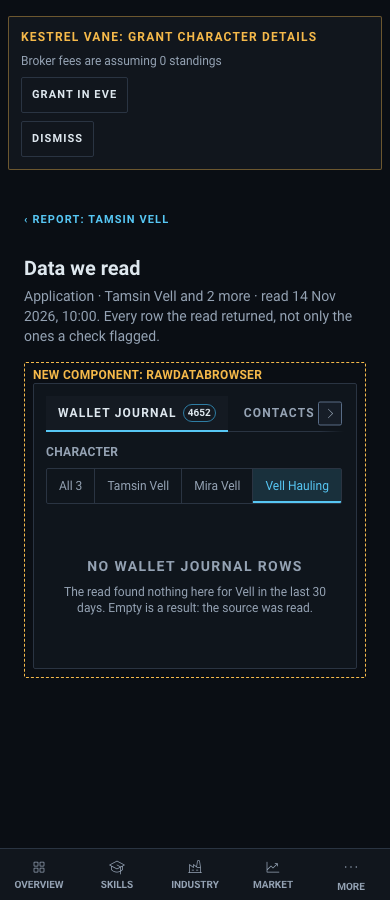 KESTREL VANE: GRANT CHARACTER DETAILS
Broker fees are assuming 0 standings
GRANT IN EVE
DISMISS
‹ REPORT: TAMSIN VELL
Data we read
Application · Tamsin Vell and 2 more · read 14 Nov
2026, 10:00. Every row the read returned, not only the
ones a check flagged.
NEW COMPONENT: RAWDATABROWSER
WALLET JOURNAL 4652 CONTACTS
CHARACTER
All 3 Tamsin Vell Mira Vell Vell Hauling
NO WALLET JOURNAL ROWS
The read found nothing here for Vell in the last 30
days. Empty is a result: the source was read.
OVERVIEW SKILLS INDUSTRY MARKET MORE